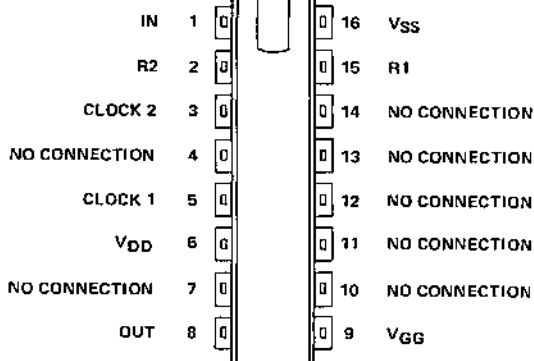 IN 1 16 VSS
R2 2 15 R1
CLOCK 2 3 14 NO CONNECTION
NO CONNECTION 4 13 NO CONNECTION
CLOCK 1 5 12 NO CONNECTION
VDD 6 11 NO CONNECTION
NO CONNECTION 7 10 NO CONNECTION
OUT 8 9 VGG